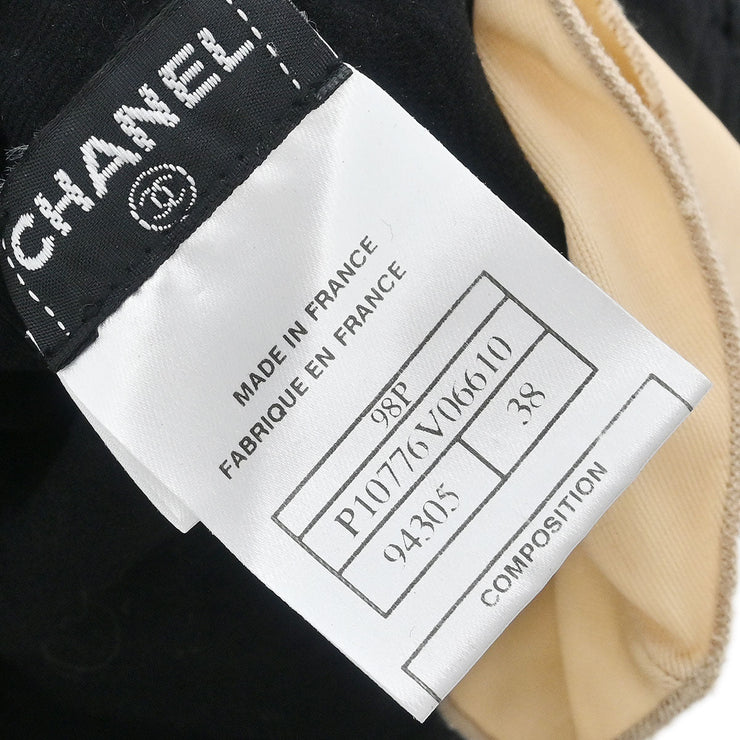 CHANEL
MADE IN FRANCE
FABRIQUE EN FRANCE
98P
P10776V06610
94305 38
COMPOSITION